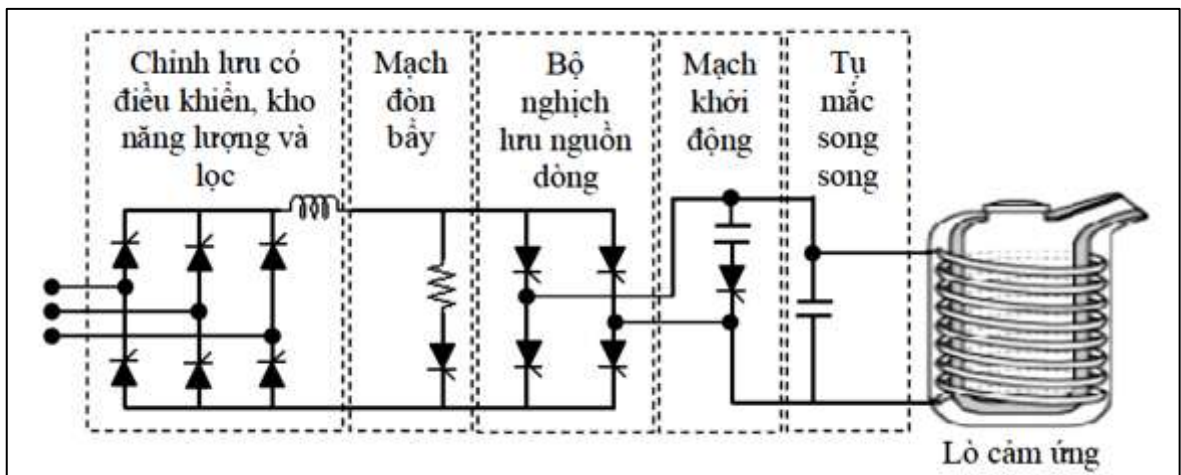 Chỉnh lưu có
điều khiển, kho
năng lượng và
lọc
Mạch
đòn
bẩy
Bộ
nghịch
lưu nguồn
dòng
Mạch
khởi
động
Tụ
mắc
song
song
Lò cảm ứng